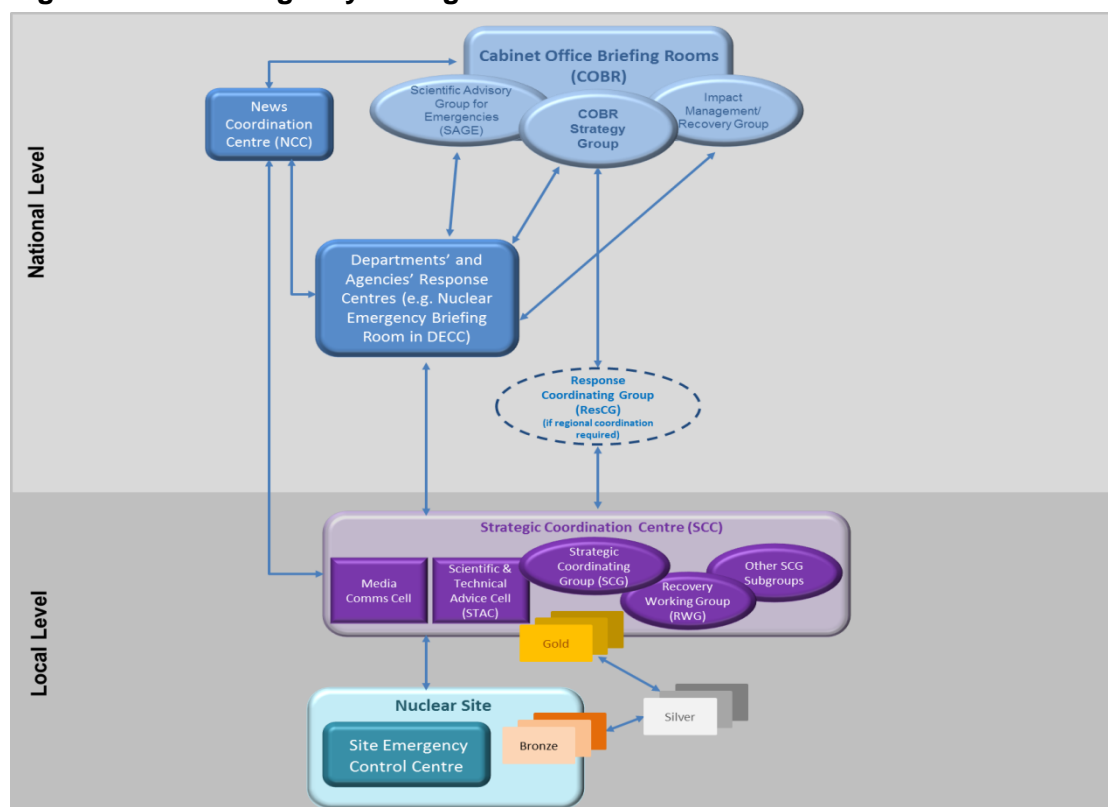 Cabinet Office Briefing Rooms
(COBR)
Scientific Advisory
Group for
Emergencies
(SAGE)
COBR
Strategy
Group
Impact
Management/
Recovery Group
News
Coordination
Centre (NCC)
National Level
Departments' and
Agencies' Response
Centres (e.g. Nuclear
Emergency Briefing
Room in DECC)
Response
Coordinating Group
(ResCG)
(if regional coordination
required)
Local Level
Strategic Coordination Centre (SCC)
Media
Comms Cell
Scientific &
Technical
Advice Cell
(STAC)
Strategic
Coordinating
Group (SCG)
Recovery
Working Group
(RWG)
Other SCG
Subgroups
Gold
Silver
Bronze
Nuclear Site
Site Emergency
Control Centre